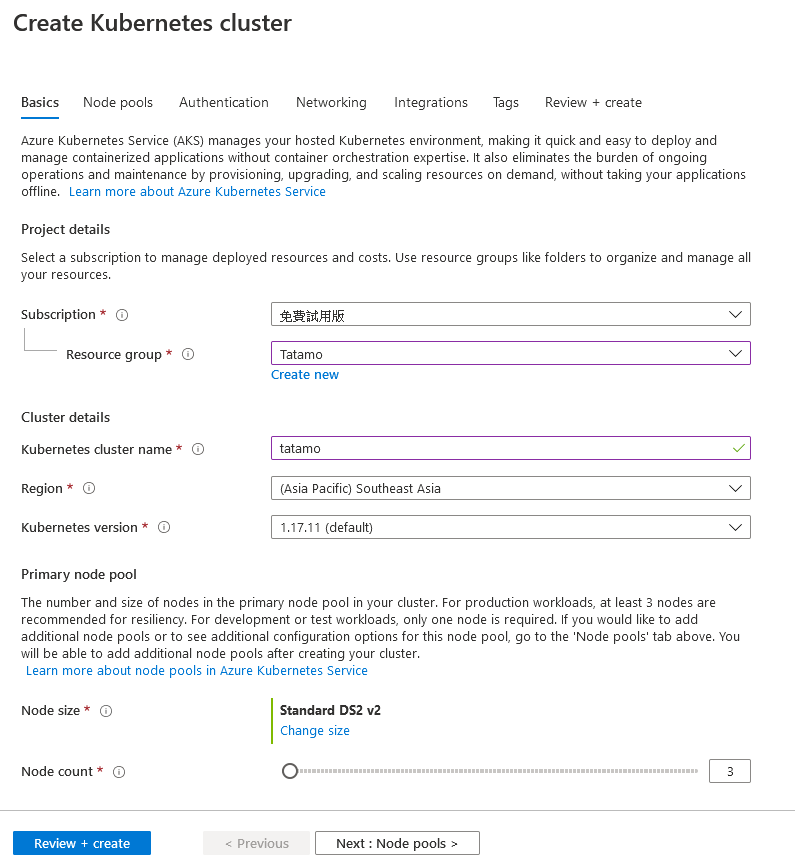 Create Kubernetes cluster
Basics Node pools Authentication Networking Integrations Tags Review + create
Azure Kubernetes Service (AKS) manages your hosted Kubernetes environment, making it quick and easy to deploy and
manage containerized applications without container orchestration expertise. It also eliminates the burden of ongoing
operations and maintenance by provisioning, upgrading, and scaling resources on demand, without taking your applications
offline. Learn more about Azure Kubernetes Service
Project details
Select a subscription to manage deployed resources and costs. Use resource groups like folders to organize and manage all
your resources.
Subscription * 免費試用版
Resource group * Tatamo
Create new
Cluster details
Kubernetes cluster name * tatamo
Region * (Asia Pacific) Southeast Asia
Kubernetes version * 1.17.11 (default)
Primary node pool
The number and size of nodes in the primary node pool in your cluster. For production workloads, at least 3 nodes are
recommended for resiliency. For development or test workloads, only one node is required. If you would like to add
additional node pools or to see additional configuration options for this node pool, go to the 'Node pools' tab above. You
will be able to add additional node pools after creating your cluster.
Learn more about node pools in Azure Kubernetes Service
Node size * Standard DS2 v2
Change size
Node count * 3
Review + create < Previous Next : Node pools >